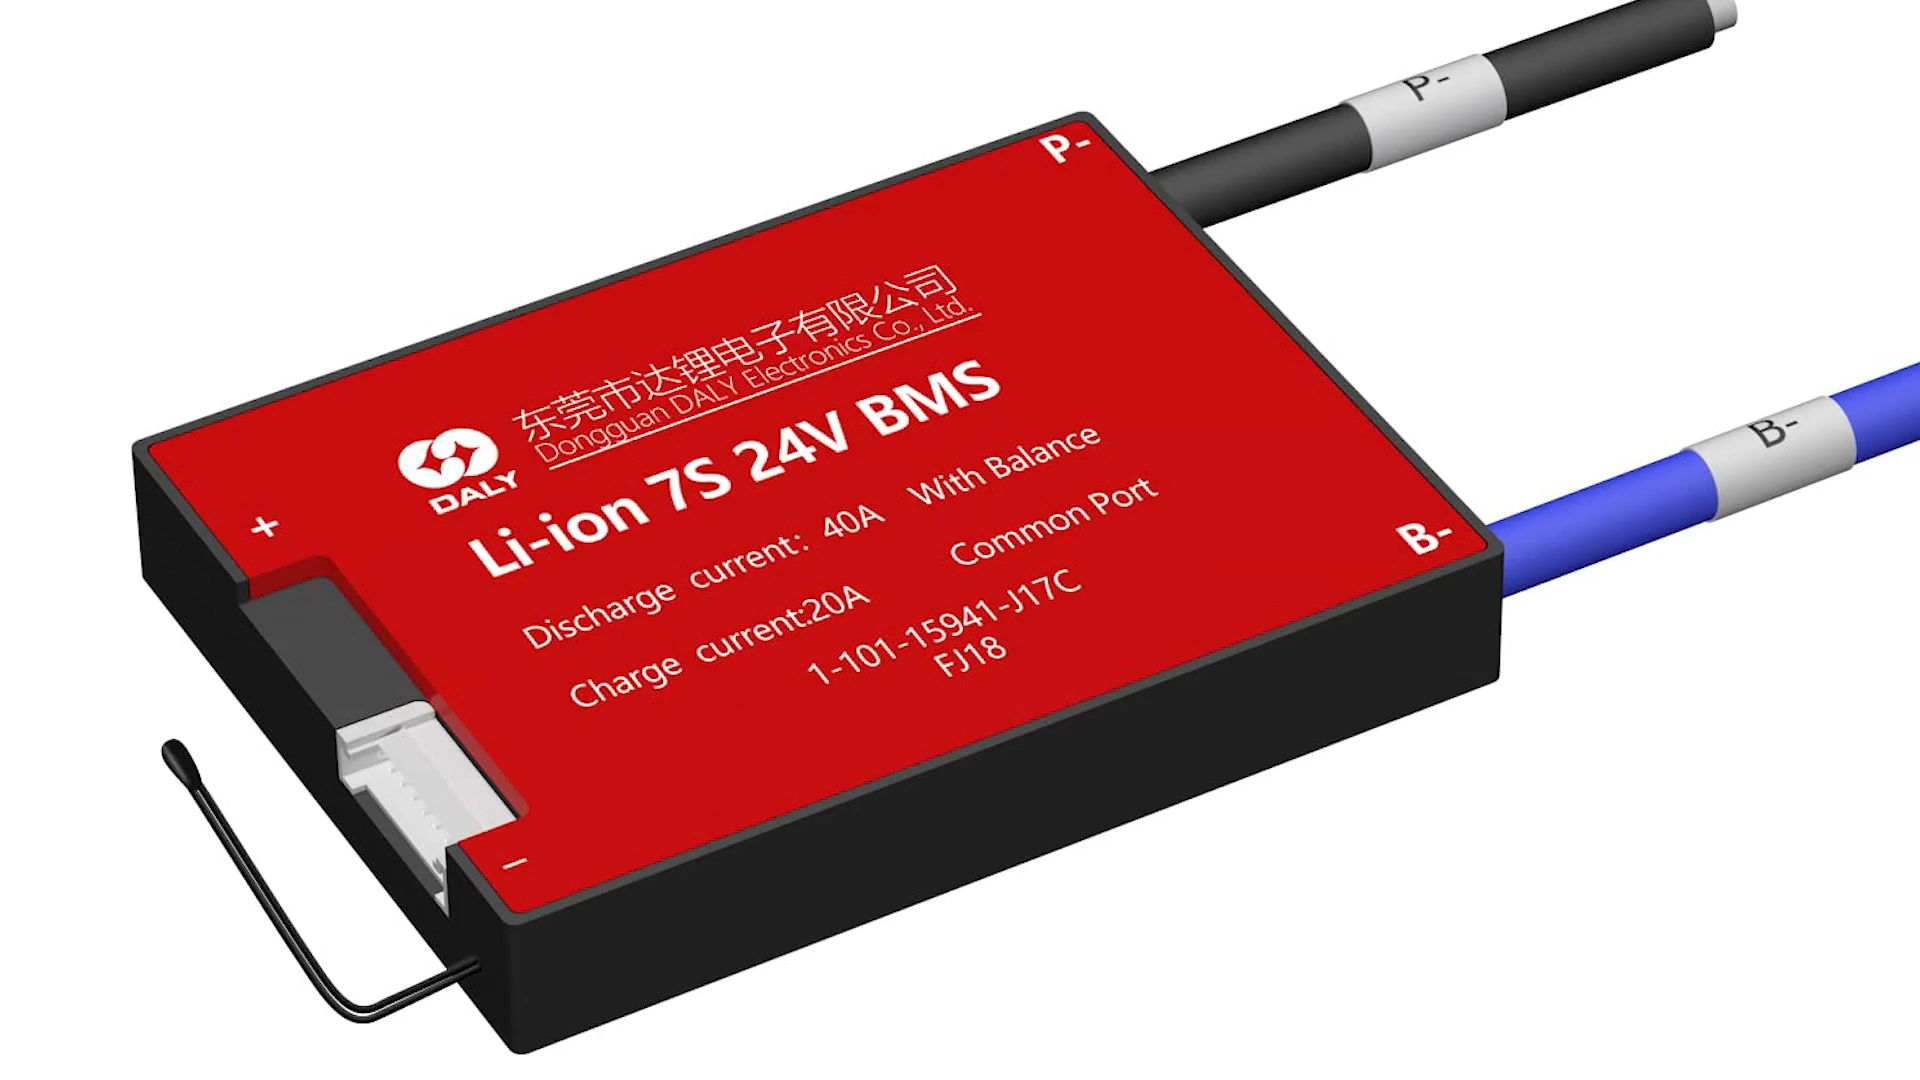 P-
P-
东莞市达锂电子有限公司
Dongguan DALY Electronics Co., Ltd.
DALY
Li-ion 7S 24V BMS
Discharge current: 40A With Balance
Charge current:20A Common Port
1-101-15941-J17C
FJ18
B-
B-
+
−